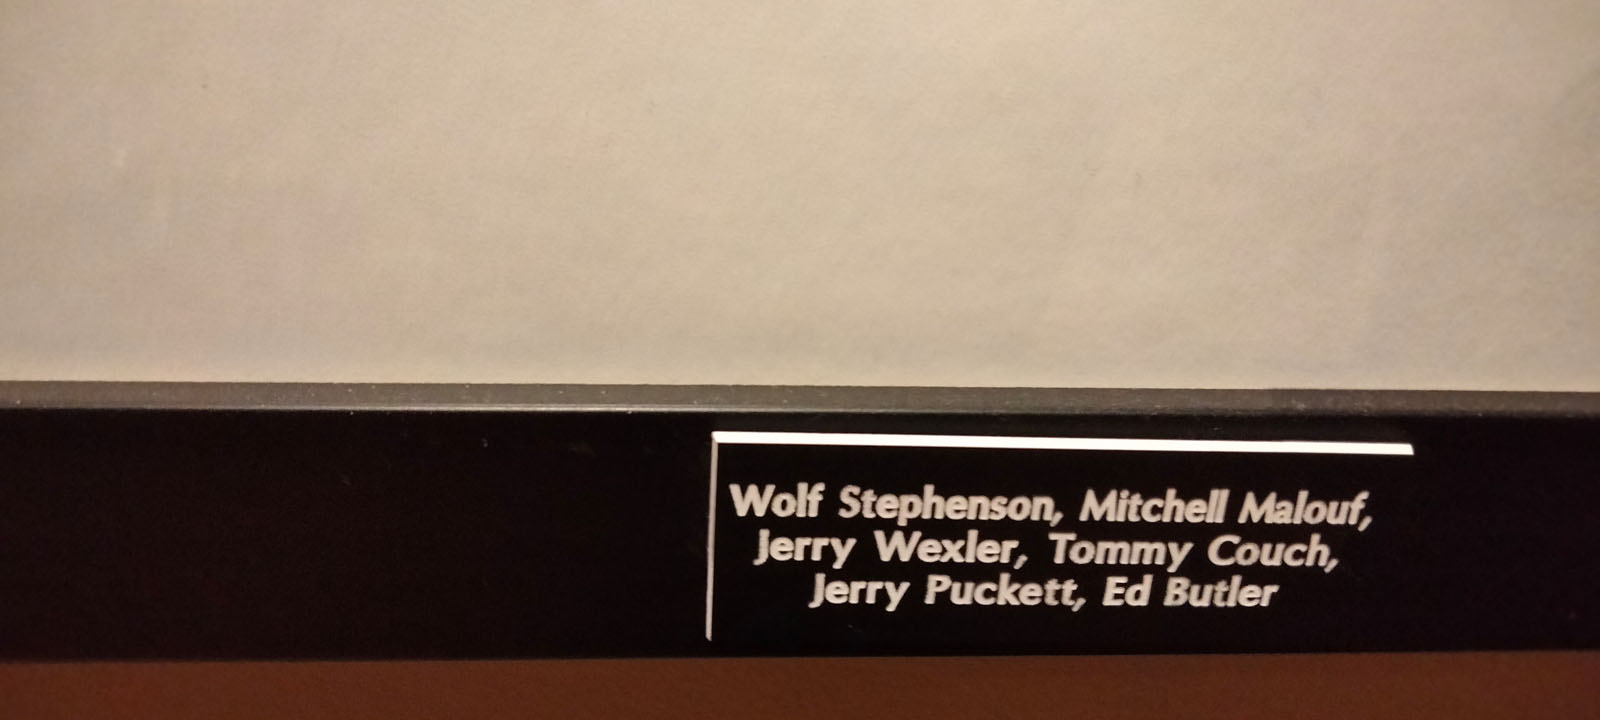 Wolf Stephenson, Mitchell Malouf,
Jerry Wexler, Tommy Couch,
Jerry Puckett, Ed Butler